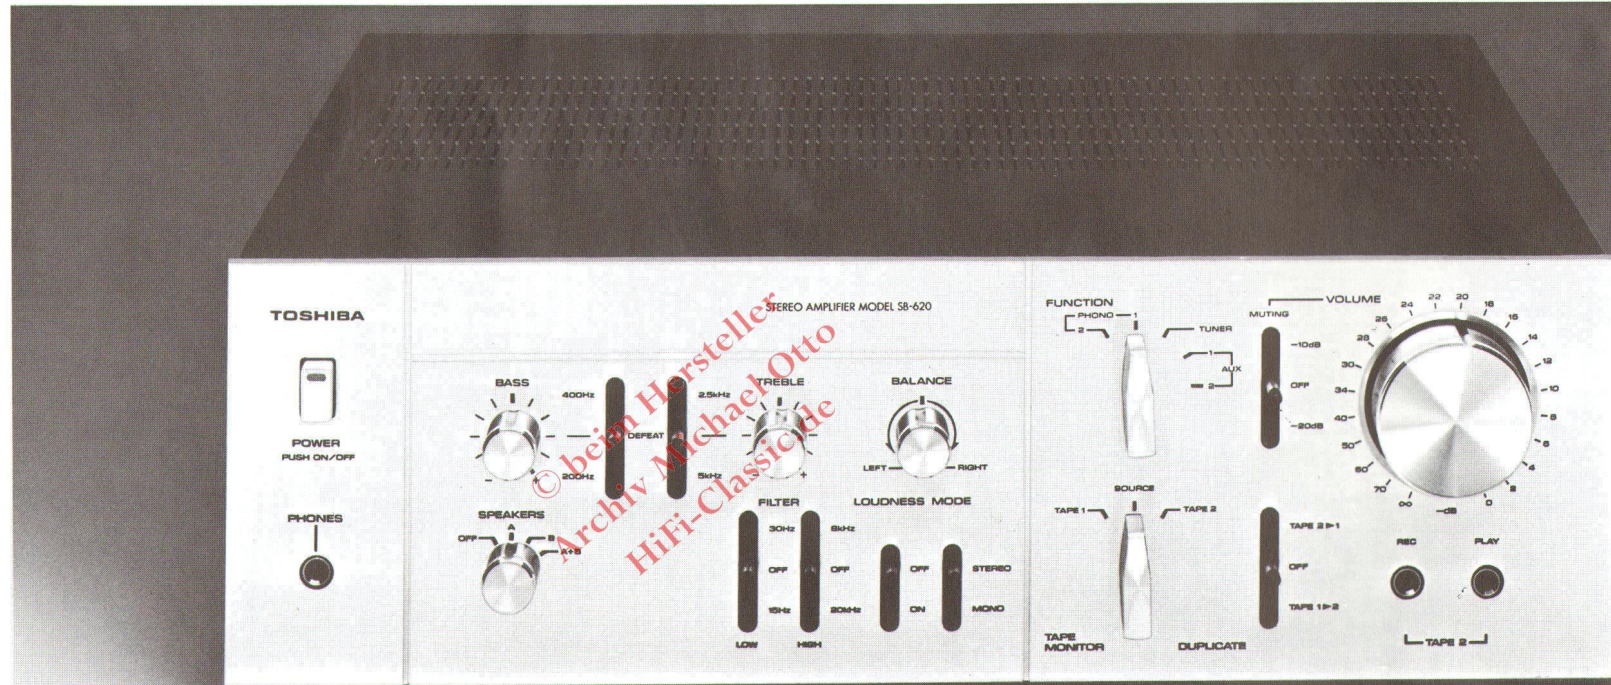 TOSHIBA
POWER
PUSH ON/OFF
PHONES
STEREO AMPLIFIER MODEL SB-620
BASS
- +
400Hz
200Hz
DEFEAT
2.5kHz
5kHz
TREBLE
- +
BALANCE
LEFT RIGHT
SPEAKERS
OFF A B A+B
FILTER
30Hz 8kHz
OFF OFF
15Hz 20kHz
LOW HIGH
LOUDNESS MODE
OFF STEREO
ON MONO
FUNCTION
PHONO 1
2
TUNER
1
AUX
2
SOURCE
TAPE 1 TAPE 2
TAPE
MONITOR
VOLUME
MUTING
-10dB
OFF
-20dB
∞ 70 60 50 40 34 30 28 26 24 22 20 18 16 14 12 10 8 6 4 2 0
-dB
TAPE 2▶1
OFF
TAPE 1▶2
DUPLICATE
REC PLAY
TAPE 2
© beim Hersteller
Archiv Michael Otto
HiFi-Classic.de